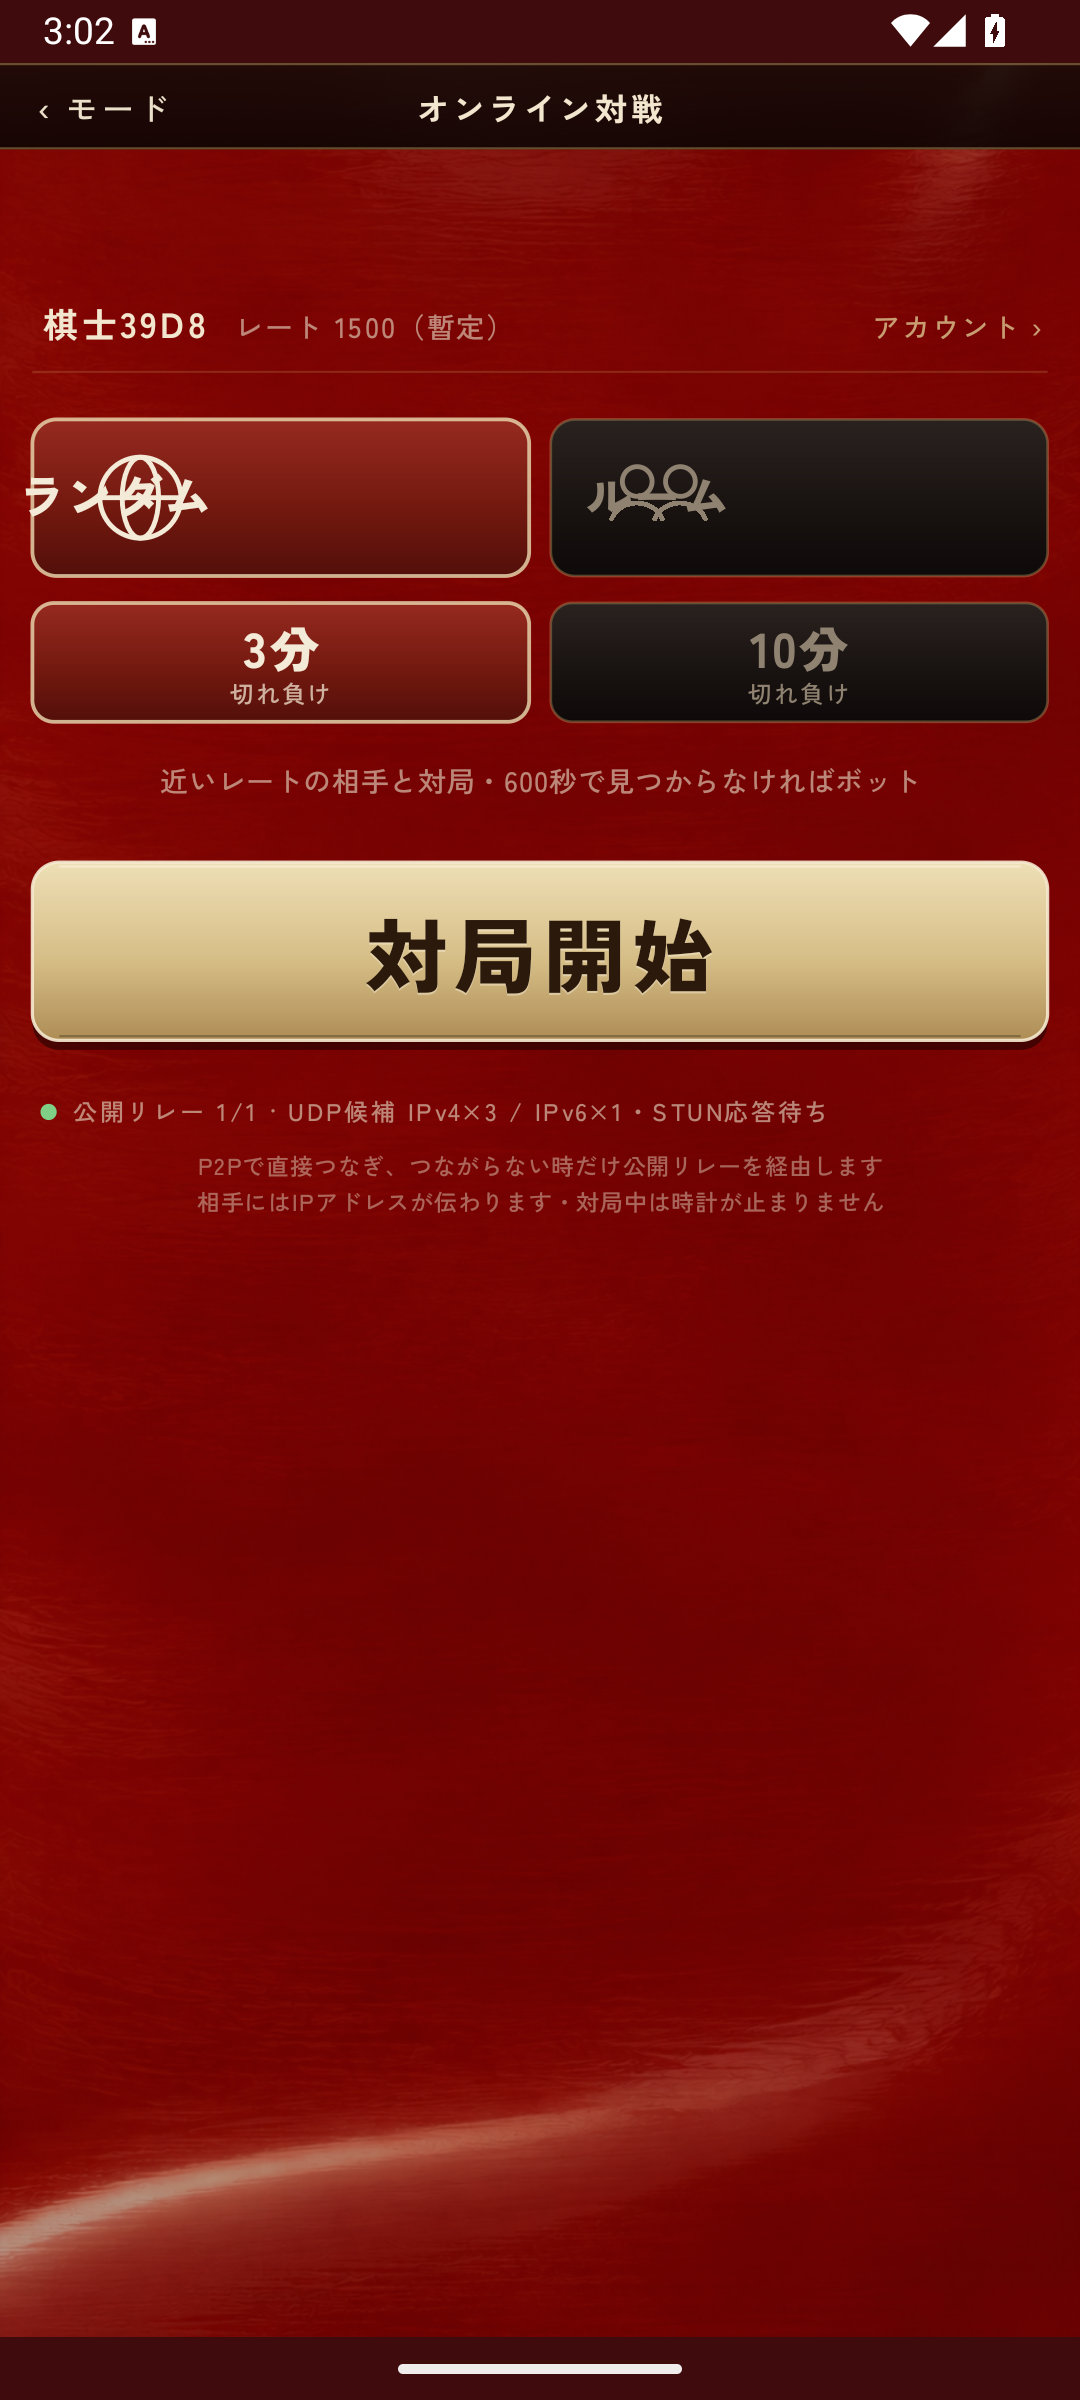 3:02
‹ モード
オンライン対戦
棋士39D8 レート 1500（暫定）
アカウント ›
ランダム
ルーム
3分
切れ負け
10分
切れ負け
近いレートの相手と対局・600秒で見つからなければボット
対局開始
公開リレー 1/1 · UDP候補 IPv4×3 / IPv6×1・STUN応答待ち
P2Pで直接つなぎ、つながらない時だけ公開リレーを経由します
相手にはIPアドレスが伝わります・対局中は時計が止まりません